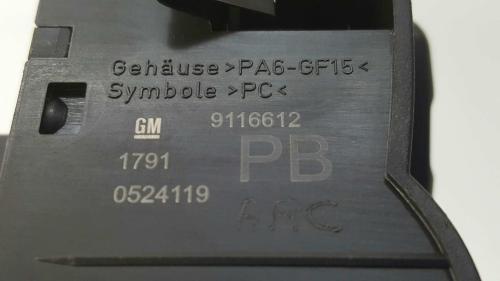 Gehäuse >PA6-GF15<
Symbole >PC<
GM 9116612
1791 PB
0524119